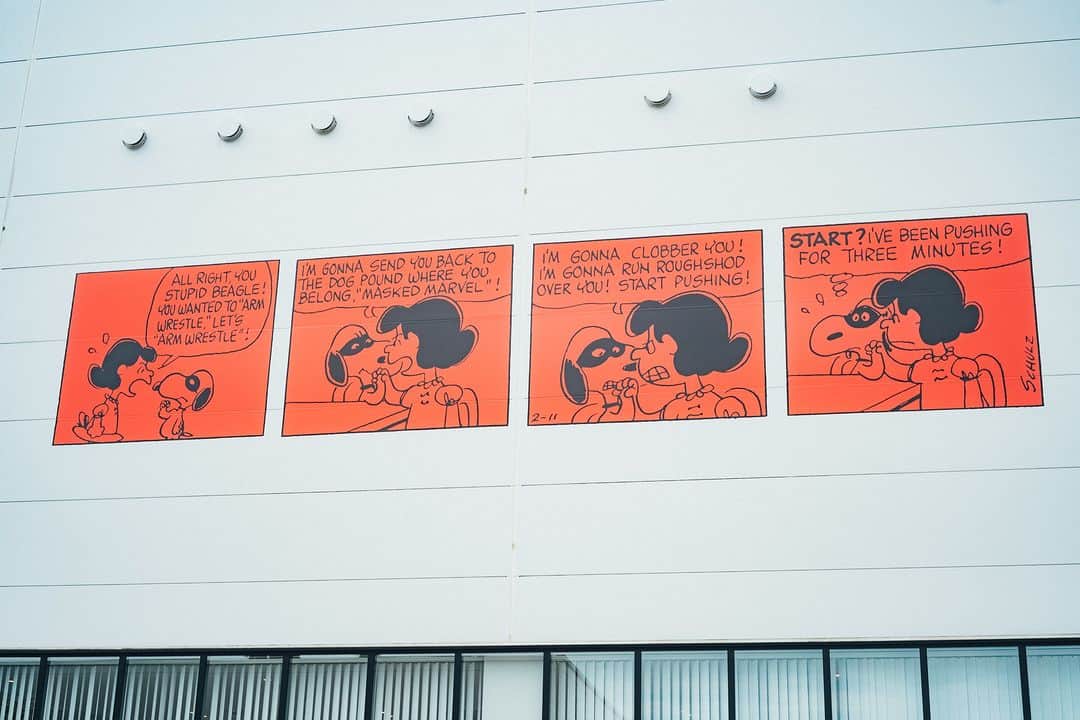 ALL RIGHT YOU
STUPID BEAGLE!
YOU WANTED TO "ARM
WRESTLE," LET'S
"ARM WRESTLE"!
I'M GONNA SEND YOU BACK TO
THE DOG POUND WHERE YOU
BELONG, "MASKED MARVEL"!
I'M GONNA CLOBBER YOU!
I'M GONNA RUN ROUGHSHOD
OVER YOU! START PUSHING!
2-11
START? I'VE BEEN PUSHING
FOR THREE MINUTES!
SCHULZ